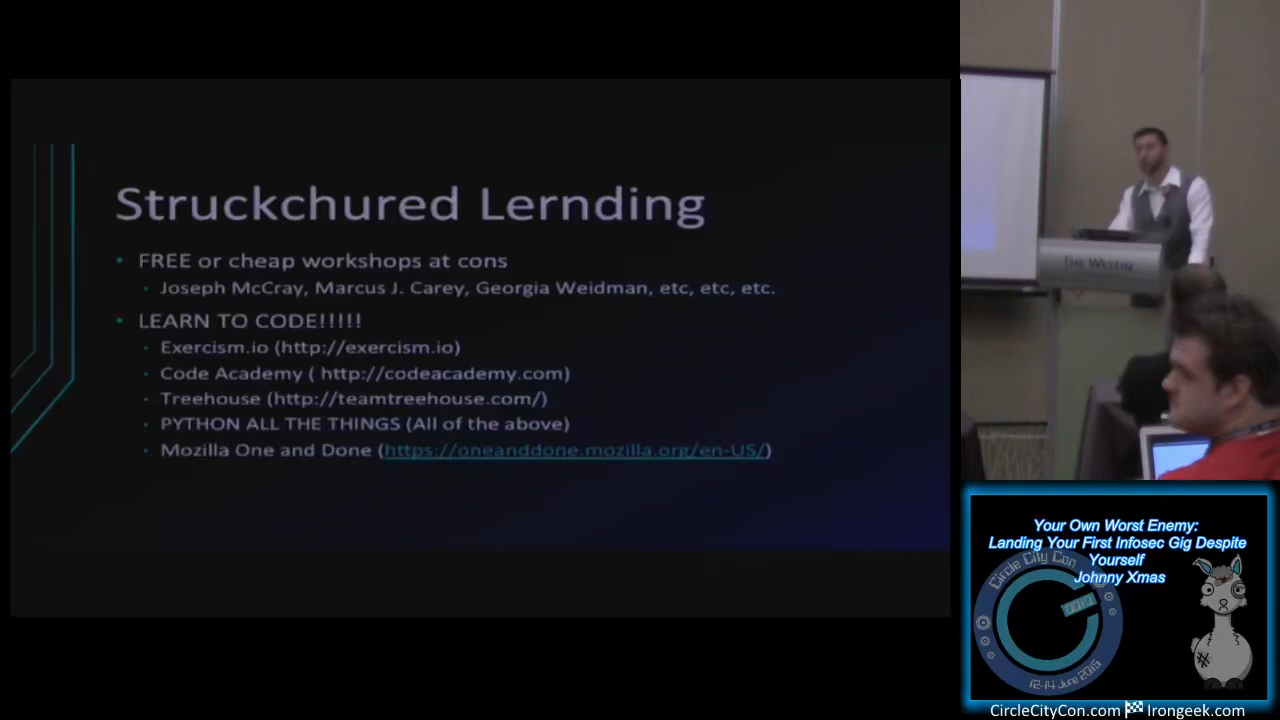 Struckchured Lernding
FREE or cheap workshops at cons
Joseph McCray, Marcus J. Carey, Georgia Weidman, etc, etc, etc.
LEARN TO CODE!!!!!
Exercism.io (http://exercism.io)
Code Academy ( http://codeacademy.com)
Treehouse (http://teamtreehouse.com/)
PYTHON ALL THE THINGS (All of the above)
Mozilla One and Done (https://oneanddone.mozilla.org/en-US/)
THE WESTIN
Your Own Worst Enemy:
Landing Your First Infosec Gig Despite
Yourself
Johnny Xmas
Circle City Con
12-14 June 2015
CircleCityCon.com Irongeek.com